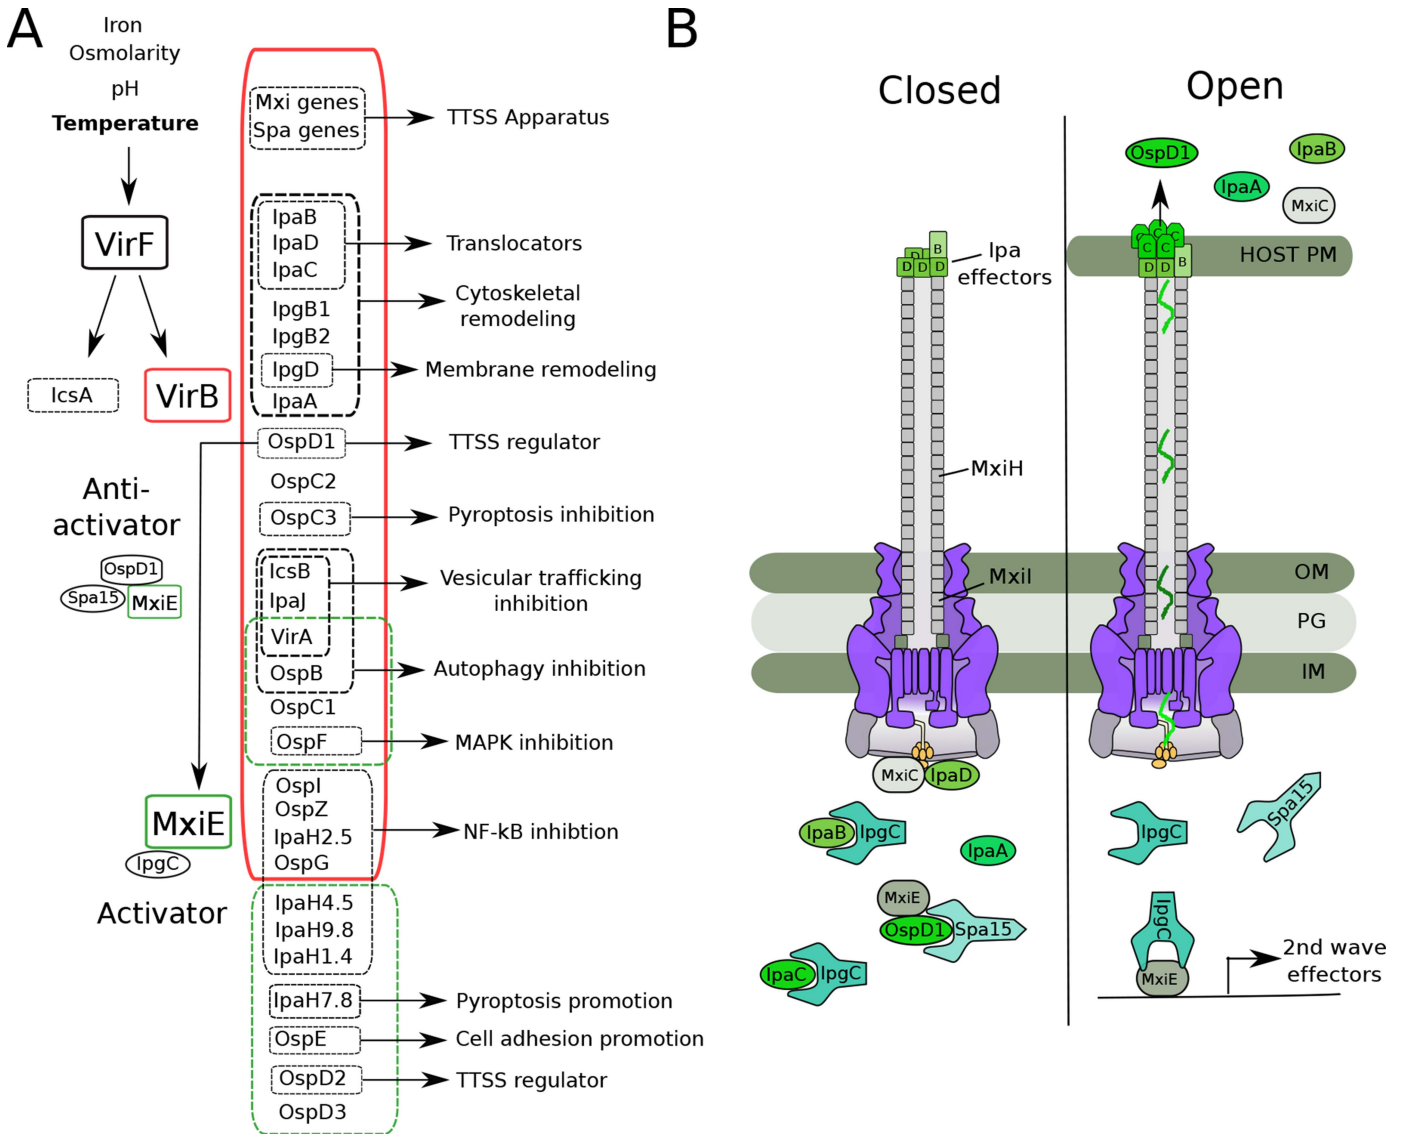 A
Iron
Osmolarity
pH
Temperature
VirF
IcsA
VirB
Anti-
activator
OspD1
Spa15
MxiE
MxiE
IpgC
Activator
Mxi genes
Spa genes
TTSS Apparatus
IpaB
IpaD
IpaC
Translocators
IpgB1
IpgB2
Cytoskeletal
remodeling
IpgD
Membrane remodeling
IpaA
OspD1
TTSS regulator
OspC2
OspC3
Pyroptosis inhibition
IcsB
IpaJ
Vesicular trafficking
inhibition
VirA
OspB
Autophagy inhibition
OspC1
OspF
MAPK inhibition
OspI
OspZ
IpaH2.5
OspG
NF-kB inhibtion
IpaH4.5
IpaH9.8
IpaH1.4
IpaH7.8
Pyroptosis promotion
OspE
Cell adhesion promotion
OspD2
TTSS regulator
OspD3
B
Closed
B
D
D D D
Ipa
effectors
MxiH
MxiI
MxiC
IpaD
IpaB
IpgC
IpaA
MxiE
OspD1
Spa15
IpaC
IpgC
Open
OspD1
IpaB
IpaA
MxiC
C C C
C C
D D B
HOST PM
OM
PG
IM
IpgC
Spa15
IpgC
MxiE
2nd wave
effectors